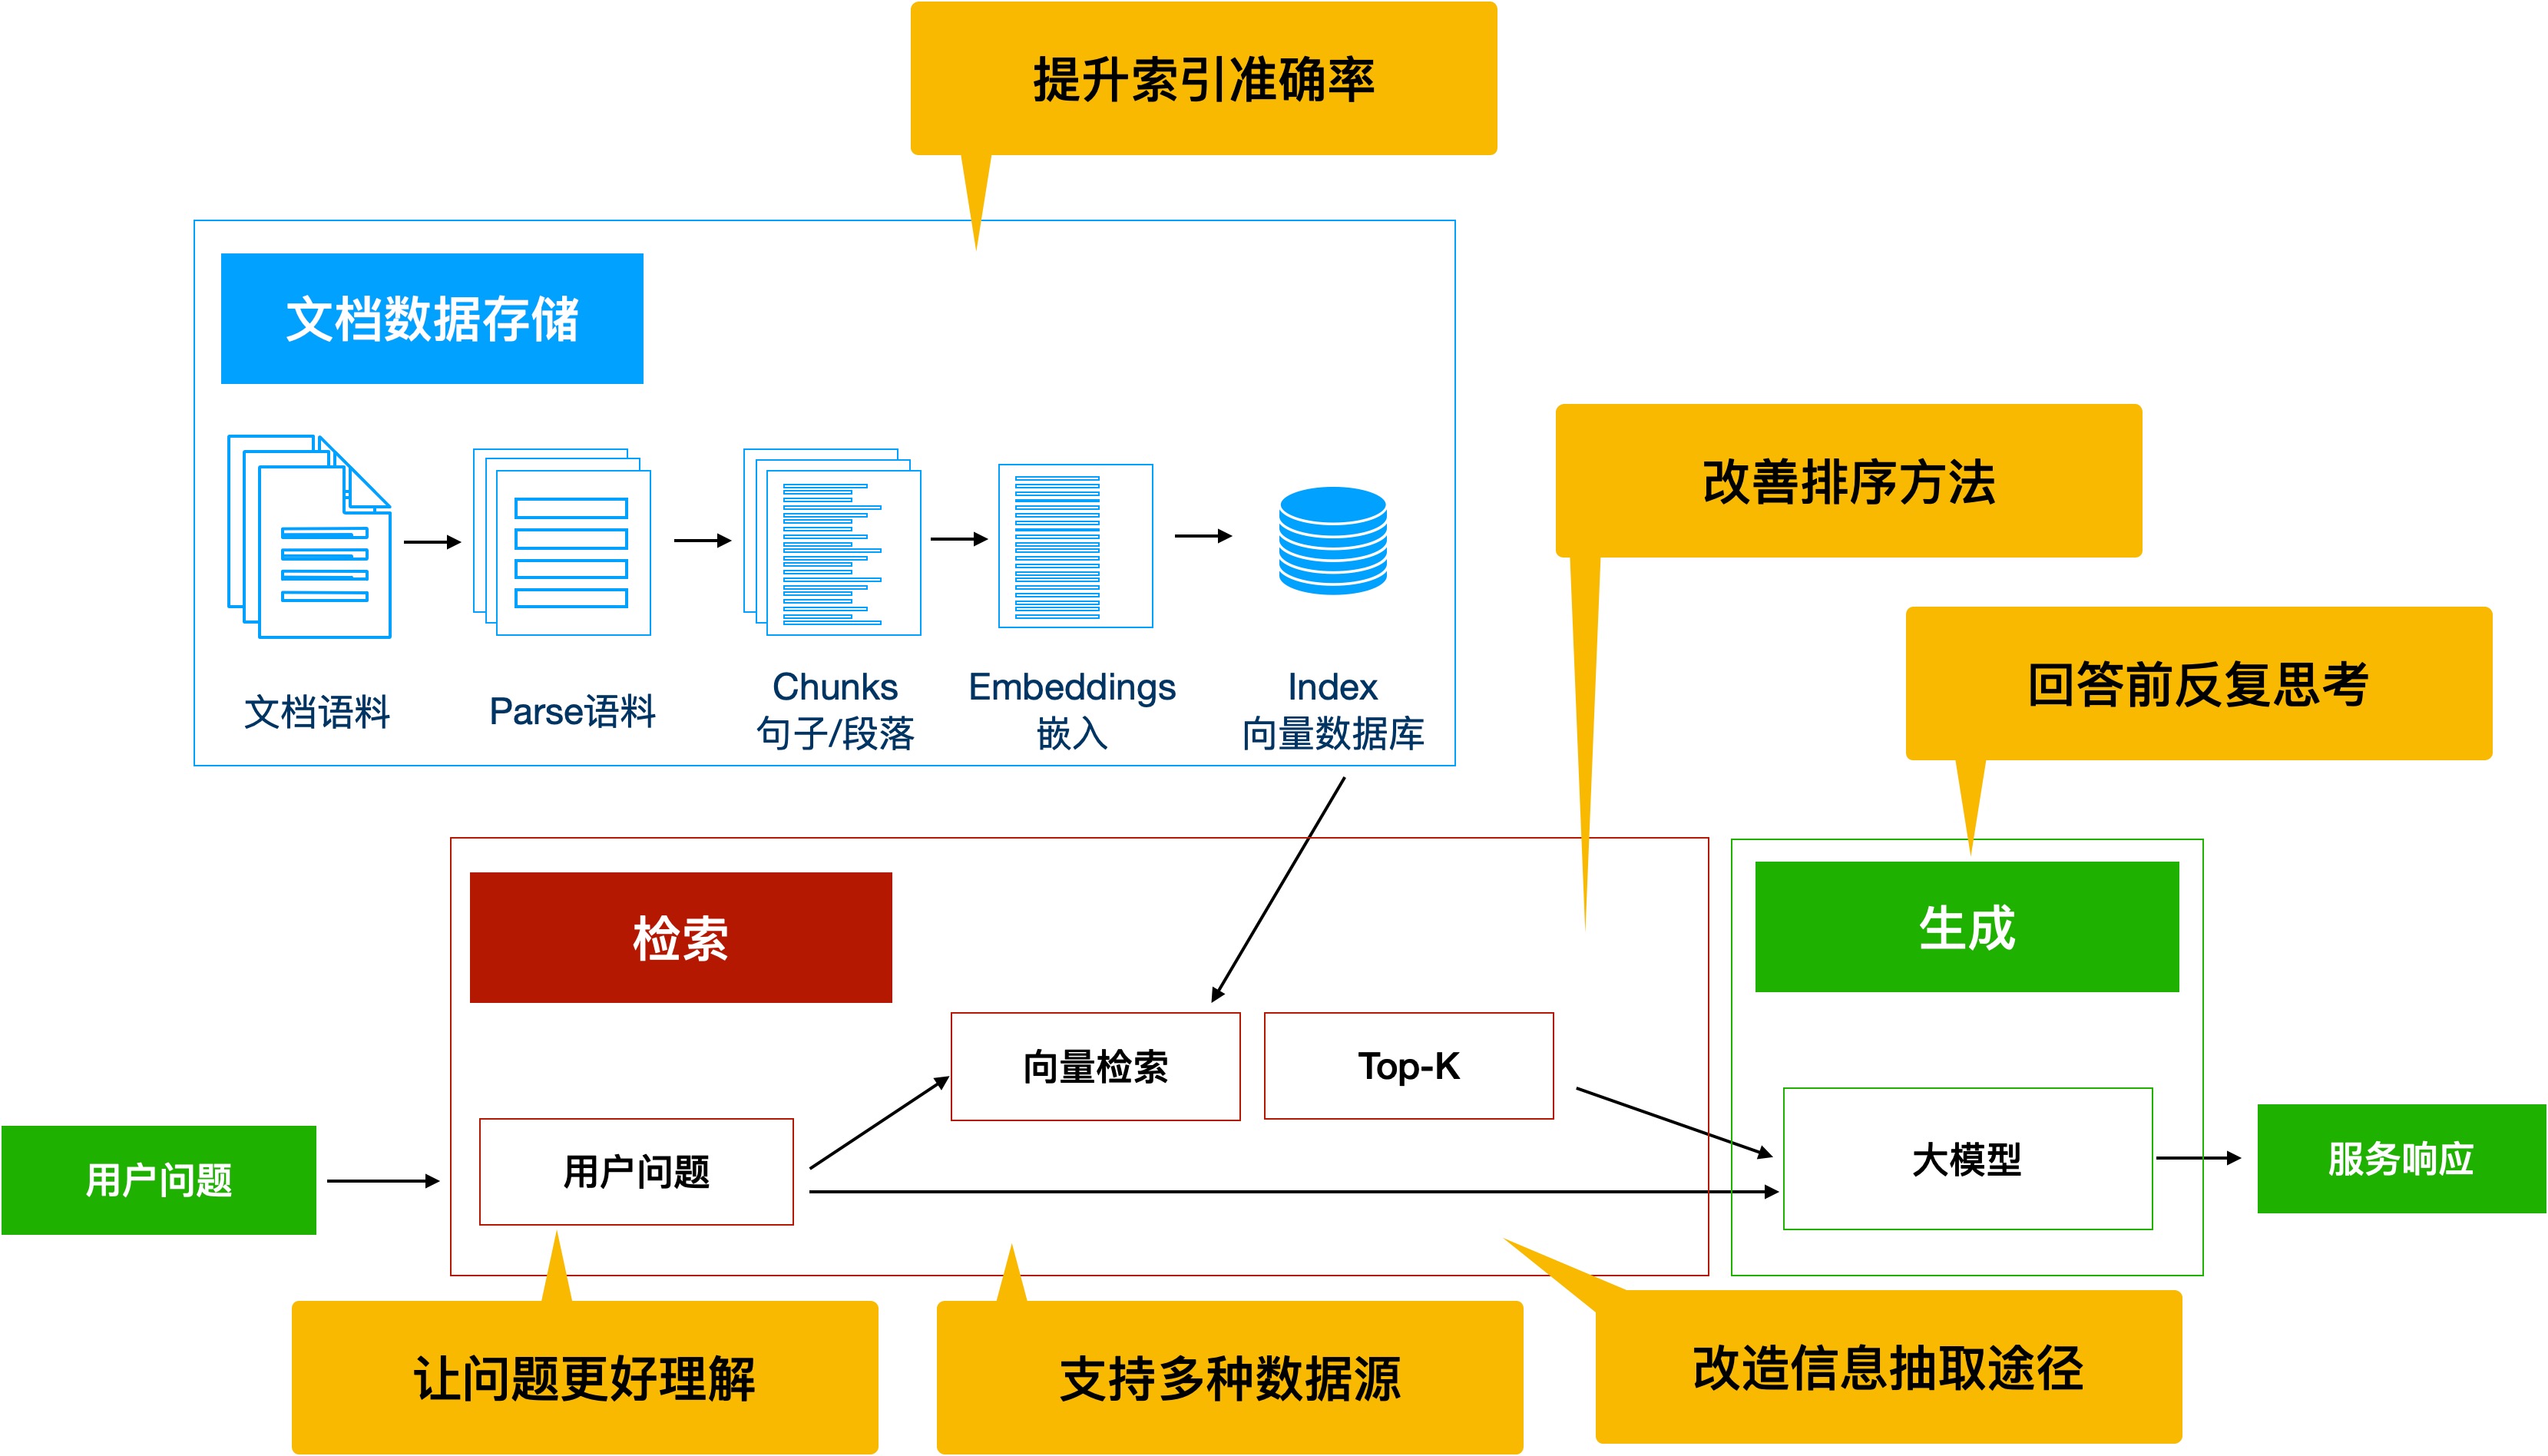 提升索引准确率
文档数据存储
文档语料
Parse语料
Chunks
句子/段落
Embeddings
嵌入
Index
向量数据库
改善排序方法
回答前反复思考
检索
生成
向量检索
Top-K
用户问题
用户问题
大模型
服务响应
让问题更好理解
支持多种数据源
改造信息抽取途径